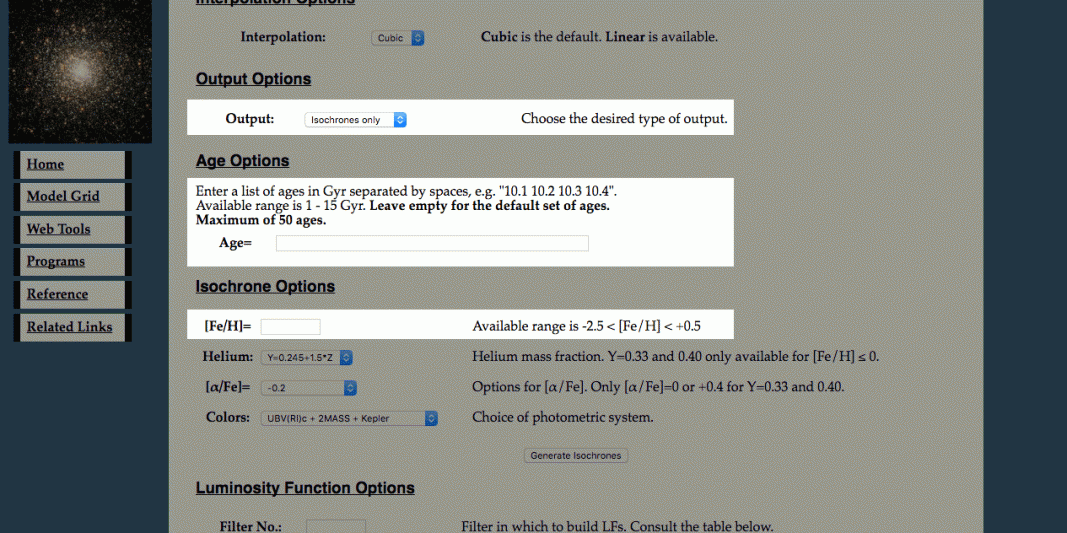 Interpolation Options
Interpolation: Cubic Cubic is the default. Linear is available.
Output Options
Output: Isochrones only Choose the desired type of output.
Age Options
Enter a list of ages in Gyr separated by spaces, e.g. "10.1 10.2 10.3 10.4".
Available range is 1 - 15 Gyr. Leave empty for the default set of ages.
Maximum of 50 ages.
Age=
Isochrone Options
[Fe/H]= Available range is -2.5 < [Fe/H] < +0.5
Helium: Y=0.245+1.5*Z Helium mass fraction. Y=0.33 and 0.40 only available for [Fe/H] ≤ 0.
[α/Fe]= -0.2 Options for [α/Fe]. Only [α/Fe]=0 or +0.4 for Y=0.33 and 0.40.
Colors: UBV(RI)c + 2MASS + Kepler Choice of photometric system.
Generate Isochrones
Luminosity Function Options
Filter No.: Filter in which to build LFs. Consult the table below.
Home
Model Grid
Web Tools
Programs
Reference
Related Links